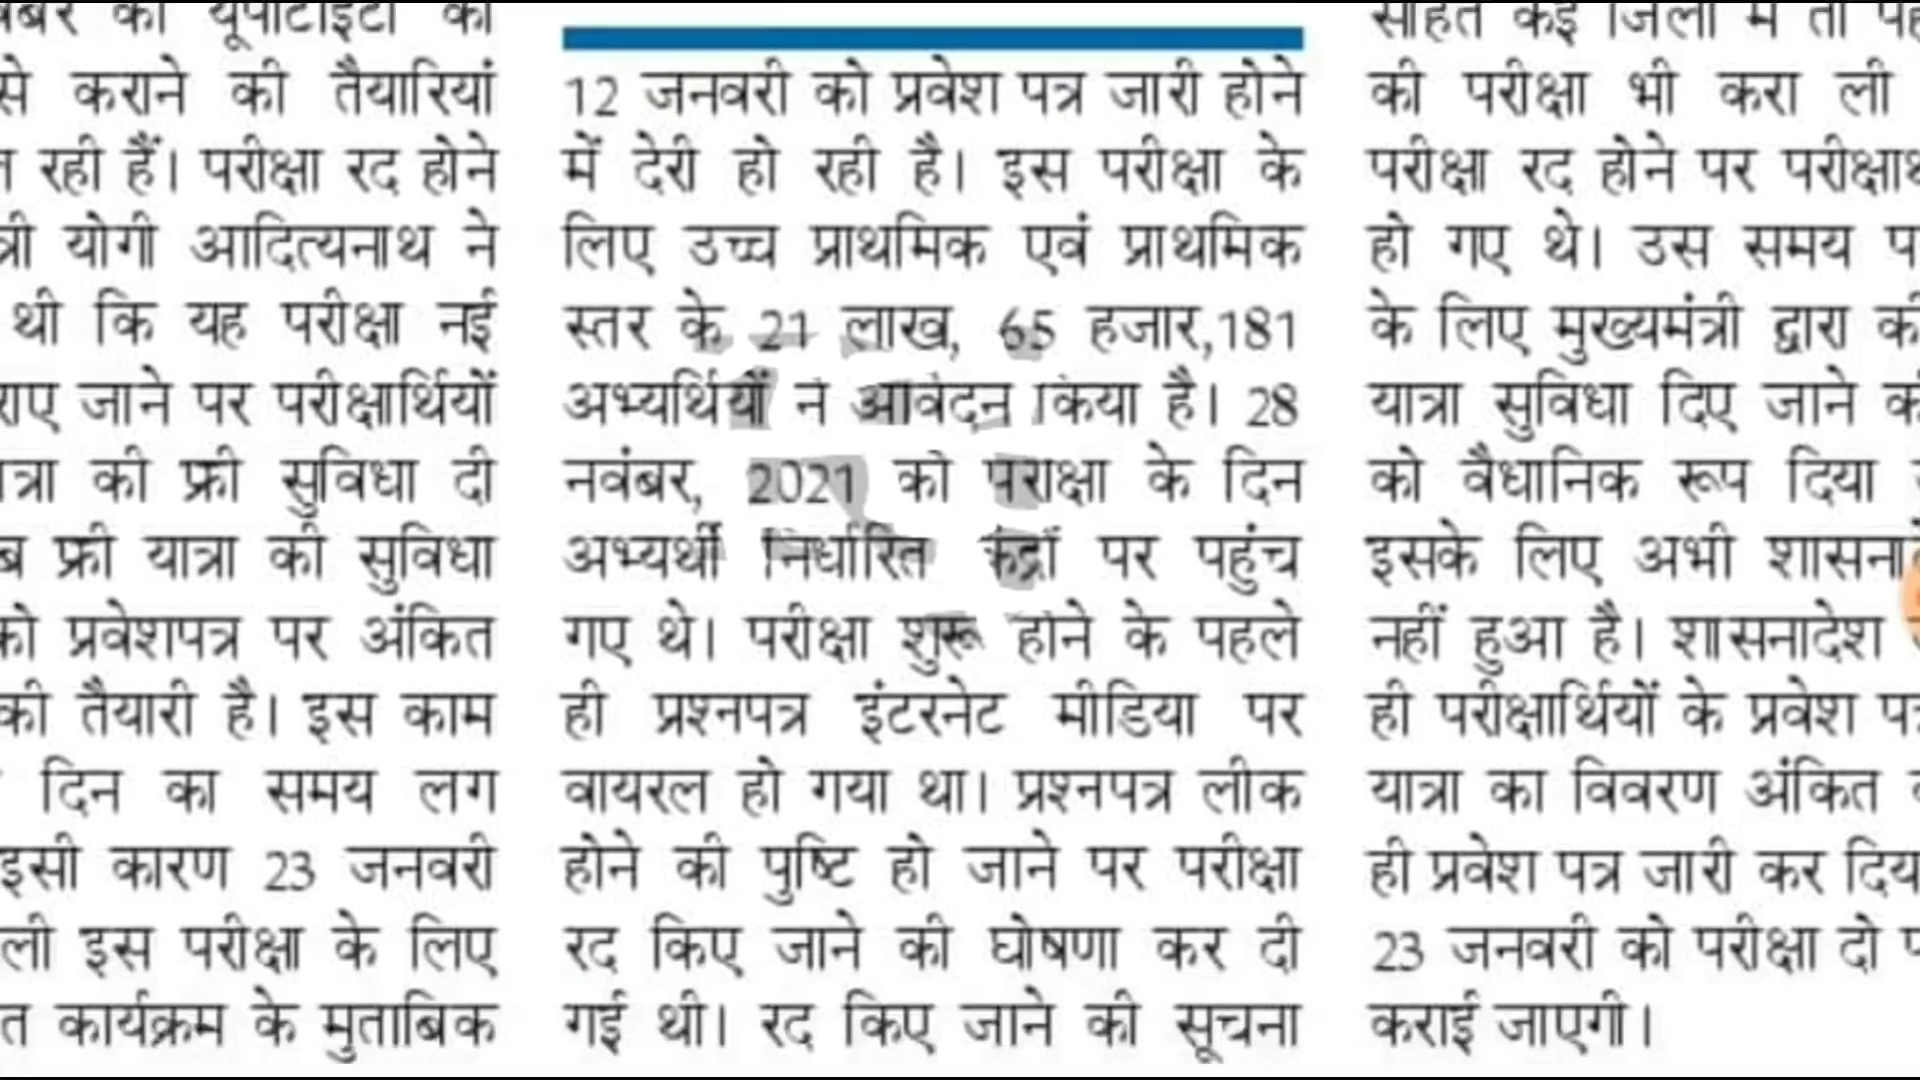 को यूपीटीईटी को
से कराने की तैयारियां
रही हैं। परीक्षा रद होने
योगी आदित्यनाथ ने
थी कि यह परीक्षा नई
जाने पर परीक्षार्थियों
की फ्री सुविधा दी
फ्री यात्रा की सुविधा
को प्रवेशपत्र पर अंकित
की तैयारी है। इस काम
दिन का समय लग
इसी कारण 23 जनवरी
इस परीक्षा के लिए
कार्यक्रम के मुताबिक
12 जनवरी को प्रवेश पत्र जारी होने
में देरी हो रही है। इस परीक्षा के
लिए उच्च प्राथमिक एवं प्राथमिक
स्तर के 21 लाख, 65 हजार,181
अभ्यर्थियों ने आवेदन किया है। 28
नवंबर, 2021 को परीक्षा के दिन
अभ्यर्थी निर्धारित केंद्रों पर पहुंच
गए थे। परीक्षा शुरू होने के पहले
ही प्रश्नपत्र इंटरनेट मीडिया पर
वायरल हो गया था। प्रश्नपत्र लीक
होने की पुष्टि हो जाने पर परीक्षा
रद किए जाने की घोषणा कर दी
गई थी। रद किए जाने की सूचना
सहित कई जिलों में तो
की परीक्षा भी करा ली
परीक्षा रद होने पर
हो गए थे। उस समय
के लिए मुख्यमंत्री द्वारा की
यात्रा सुविधा दिए जाने
को वैधानिक रूप दिया
इसके लिए अभी
नहीं हुआ है। शासनादेश
ही परीक्षार्थियों के प्रवेश
यात्रा का विवरण अंकित
ही प्रवेश पत्र जारी कर
23 जनवरी को परीक्षा दो
कराई जाएगी।